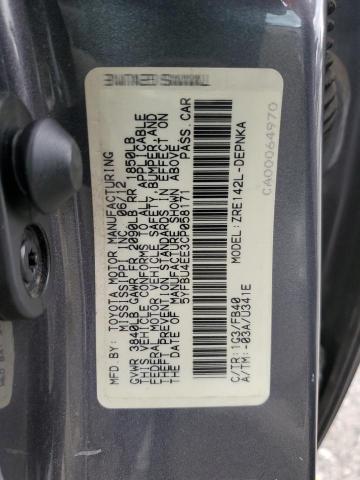 MFD. BY:
TOYOTA MOTOR MANUFACTURING
MISSISSIPPI INC. 06/12
GVWR 3840LB GAWR FR 2090LB RR 1850LB
THIS VEHICLE CONFORMS TO ALL APPLICABLE
FEDERAL MOTOR VEHICLE SAFETY, BUMPER AND
THEFT PREVENTION STANDARDS IN EFFECT ON
THE DATE OF MANUFACTURE SHOWN ABOVE.
5YFBU4EE3CP058171 PASS CAR
C/TR:1G3/FB40 MODEL:ZRE142L-DEPNKA
A/TM:-03A/U341E
CA00064970